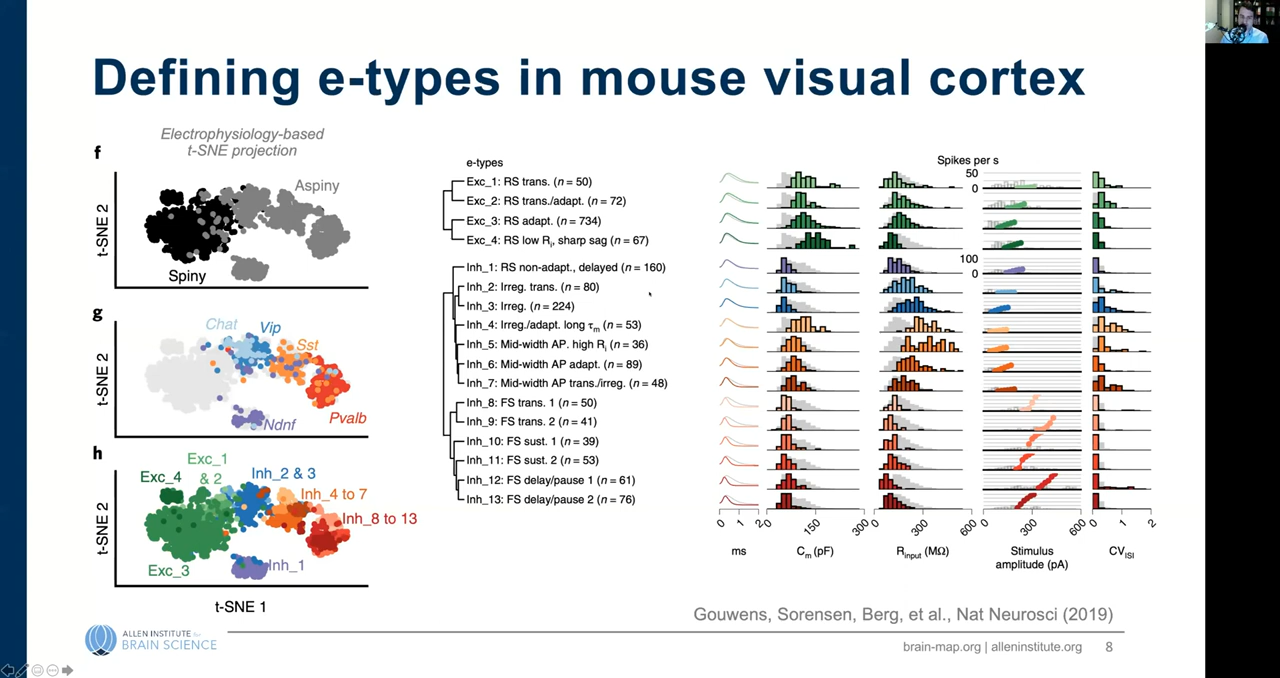 Defining e-types in mouse visual cortex
Electrophysiology-based
t-SNE projection
f
Aspiny
Spiny
t-SNE 2
g
Chat
Vip
Sst
Pvalb
Ndnf
t-SNE 2
h
Exc_1
& 2
Exc_4
Inh_2 & 3
Inh_4 to 7
Inh_8 to 13
Inh_1
Exc_3
t-SNE 2
t-SNE 1
e-types
Exc_1: RS trans. (n = 50)
Exc_2: RS trans./adapt. (n = 72)
Exc_3: RS adapt. (n = 734)
Exc_4: RS low Ri, sharp sag (n = 67)
Inh_1: RS non-adapt., delayed (n = 160)
Inh_2: Irreg. trans. (n = 80)
Inh_3: Irreg. (n = 224)
Inh_4: Irreg./adapt. long τm (n = 53)
Inh_5: Mid-width AP. high Ri (n = 36)
Inh_6: Mid-width AP adapt. (n = 89)
Inh_7: Mid-width AP trans./irreg. (n = 48)
Inh_8: FS trans. 1 (n = 50)
Inh_9: FS trans. 2 (n = 41)
Inh_10: FS sust. 1 (n = 39)
Inh_11: FS sust. 2 (n = 53)
Inh_12: FS delay/pause 1 (n = 61)
Inh_13: FS delay/pause 2 (n = 76)
Spikes per s
50
0
100
0
0 1 2
0 150 300
0 300 600
0 300 600
0 1 2
ms
Cm (pF)
Rinput (MΩ)
Stimulus
amplitude (pA)
CVISI
Gouwens, Sorensen, Berg, et al., Nat Neurosci (2019)
ALLEN INSTITUTE for
BRAIN SCIENCE
brain-map.org | alleninstitute.org 8